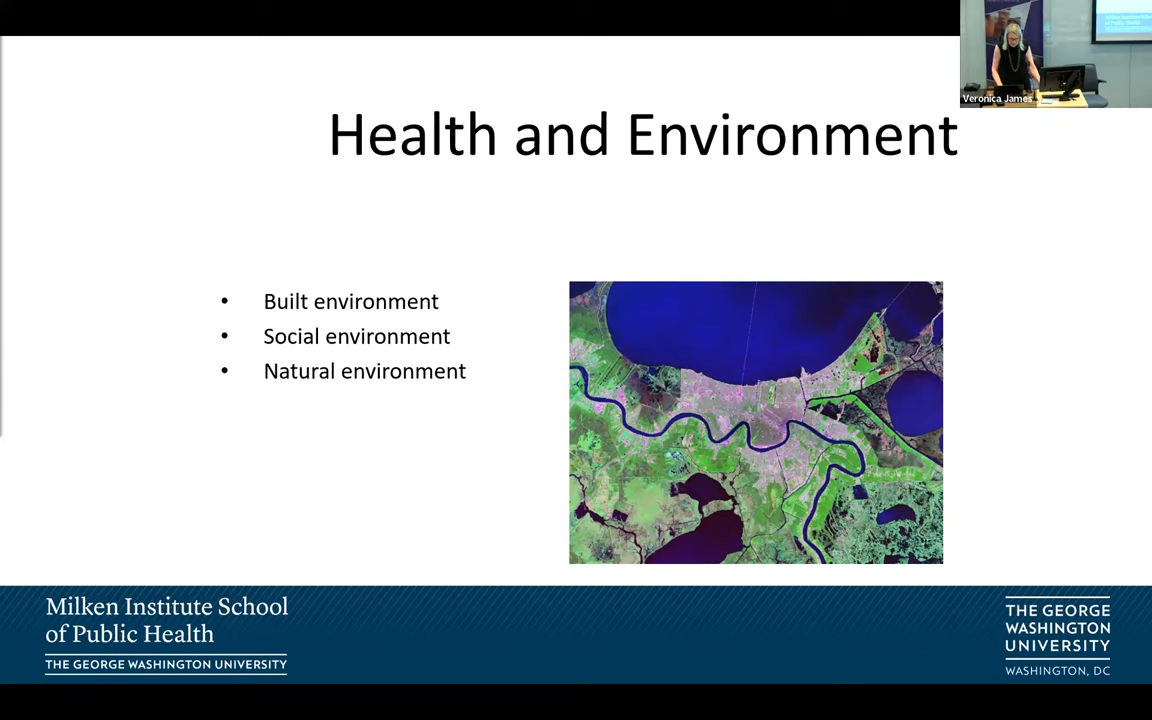 Veronica James
Health and Environment
• Built environment
• Social environment
• Natural environment
Milken Institute School
of Public Health
THE GEORGE WASHINGTON UNIVERSITY
THE GEORGE
WASHINGTON
UNIVERSITY
WASHINGTON, DC